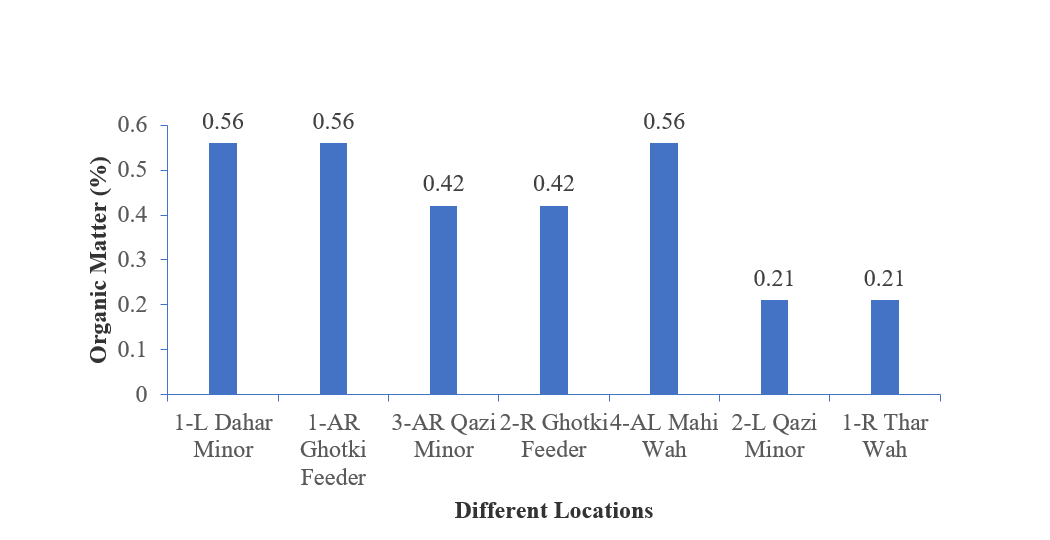 0.56
0.56
0.42
0.42
0.56
0.21
0.21
0.6
0.5
0.4
0.3
0.2
0.1
0
Organic Matter (%)
1-L Dahar
Minor
1-AR
Ghotki
Feeder
3-AR Qazi
Minor
2-R Ghotki
Feeder
4-AL Mahi
Wah
2-L Qazi
Minor
1-R Thar
Wah
Different Locations